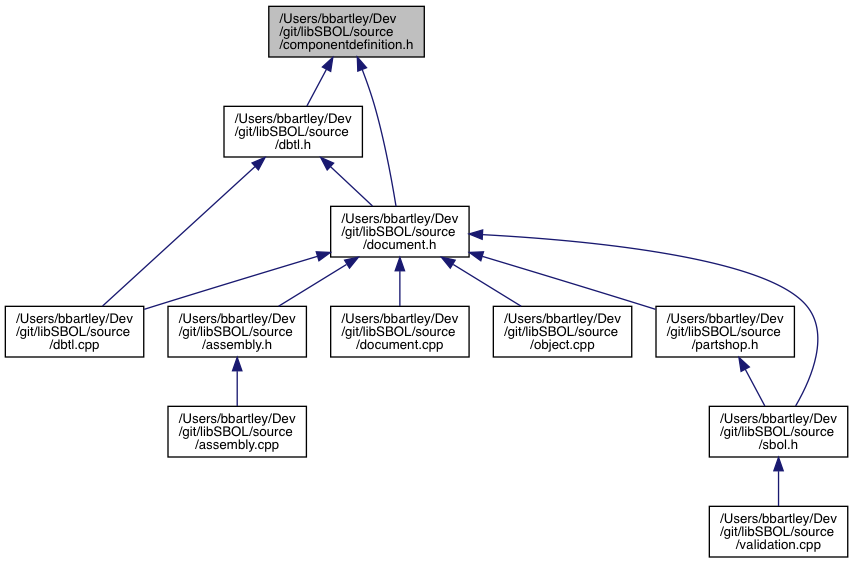 /Users/bbartley/Dev
/git/libSBOL/source
/componentdefinition.h
/Users/bbartley/Dev
/git/libSBOL/source
/dbtl.h
/Users/bbartley/Dev
/git/libSBOL/source
/document.h
/Users/bbartley/Dev
/git/libSBOL/source
/dbtl.cpp
/Users/bbartley/Dev
/git/libSBOL/source
/assembly.h
/Users/bbartley/Dev
/git/libSBOL/source
/document.cpp
/Users/bbartley/Dev
/git/libSBOL/source
/object.cpp
/Users/bbartley/Dev
/git/libSBOL/source
/partshop.h
/Users/bbartley/Dev
/git/libSBOL/source
/assembly.cpp
/Users/bbartley/Dev
/git/libSBOL/source
/sbol.h
/Users/bbartley/Dev
/git/libSBOL/source
/validation.cpp